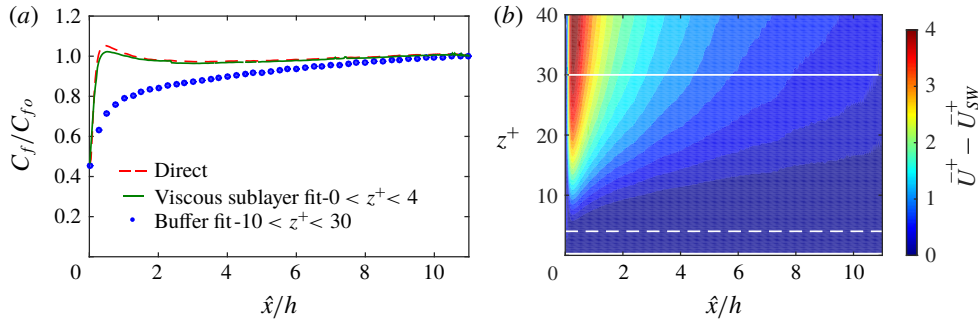 (a)
1.2
1.0
0.8
0.6
0.4
0.2
0 2 4 6 8 10
C_f/C_fo
x̂/h
Direct
Viscous sublayer fit-0 < z⁺ < 4
Buffer fit-10 < z⁺ < 30
(b)
40
30
20
10
0 2 4 6 8 10
z⁺
x̂/h
4
3
2
1
0
U̅⁺ − U̅⁺_SW